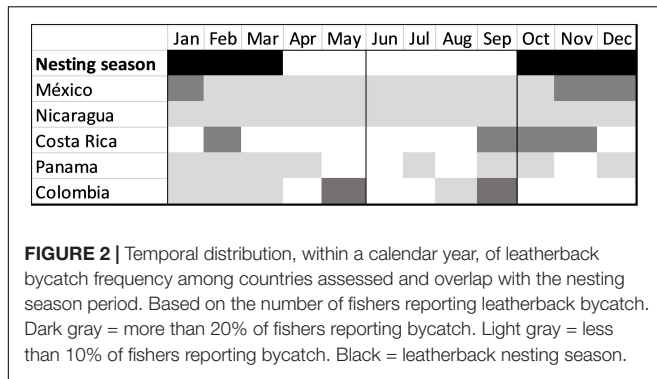 Jan Feb Mar Apr May Jun Jul Aug Sep Oct Nov Dec
Nesting season
México
Nicaragua
Costa Rica
Panama
Colombia
FIGURE 2 | Temporal distribution, within a calendar year, of leatherback
bycatch frequency among countries assessed and overlap with the nesting
season period. Based on the number of fishers reporting leatherback bycatch.
Dark gray = more than 20% of fishers reporting bycatch. Light gray = less
than 10% of fishers reporting bycatch. Black = leatherback nesting season.